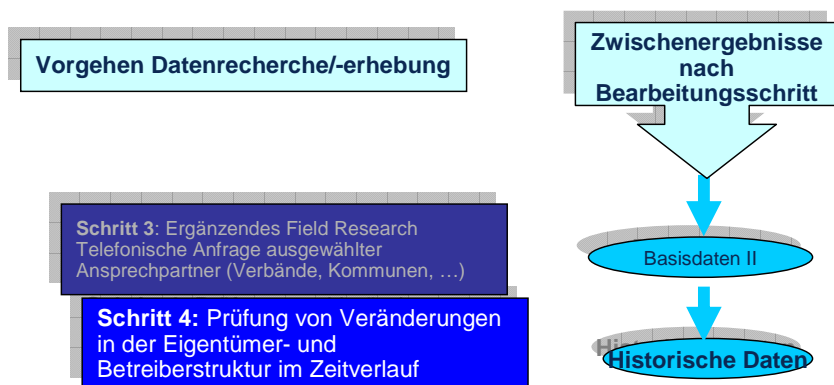 Vorgehen Datenrecherche/-erhebung
Zwischenergebnisse
nach
Bearbeitungsschritt
Schritt 3: Ergänzendes Field Research
Telefonische Anfrage ausgewählter
Ansprechpartner (Verbände, Kommunen, …)
Basisdaten II
Schritt 4: Prüfung von Veränderungen
in der Eigentümer- und
Betreiberstruktur im Zeitverlauf
Historische Daten